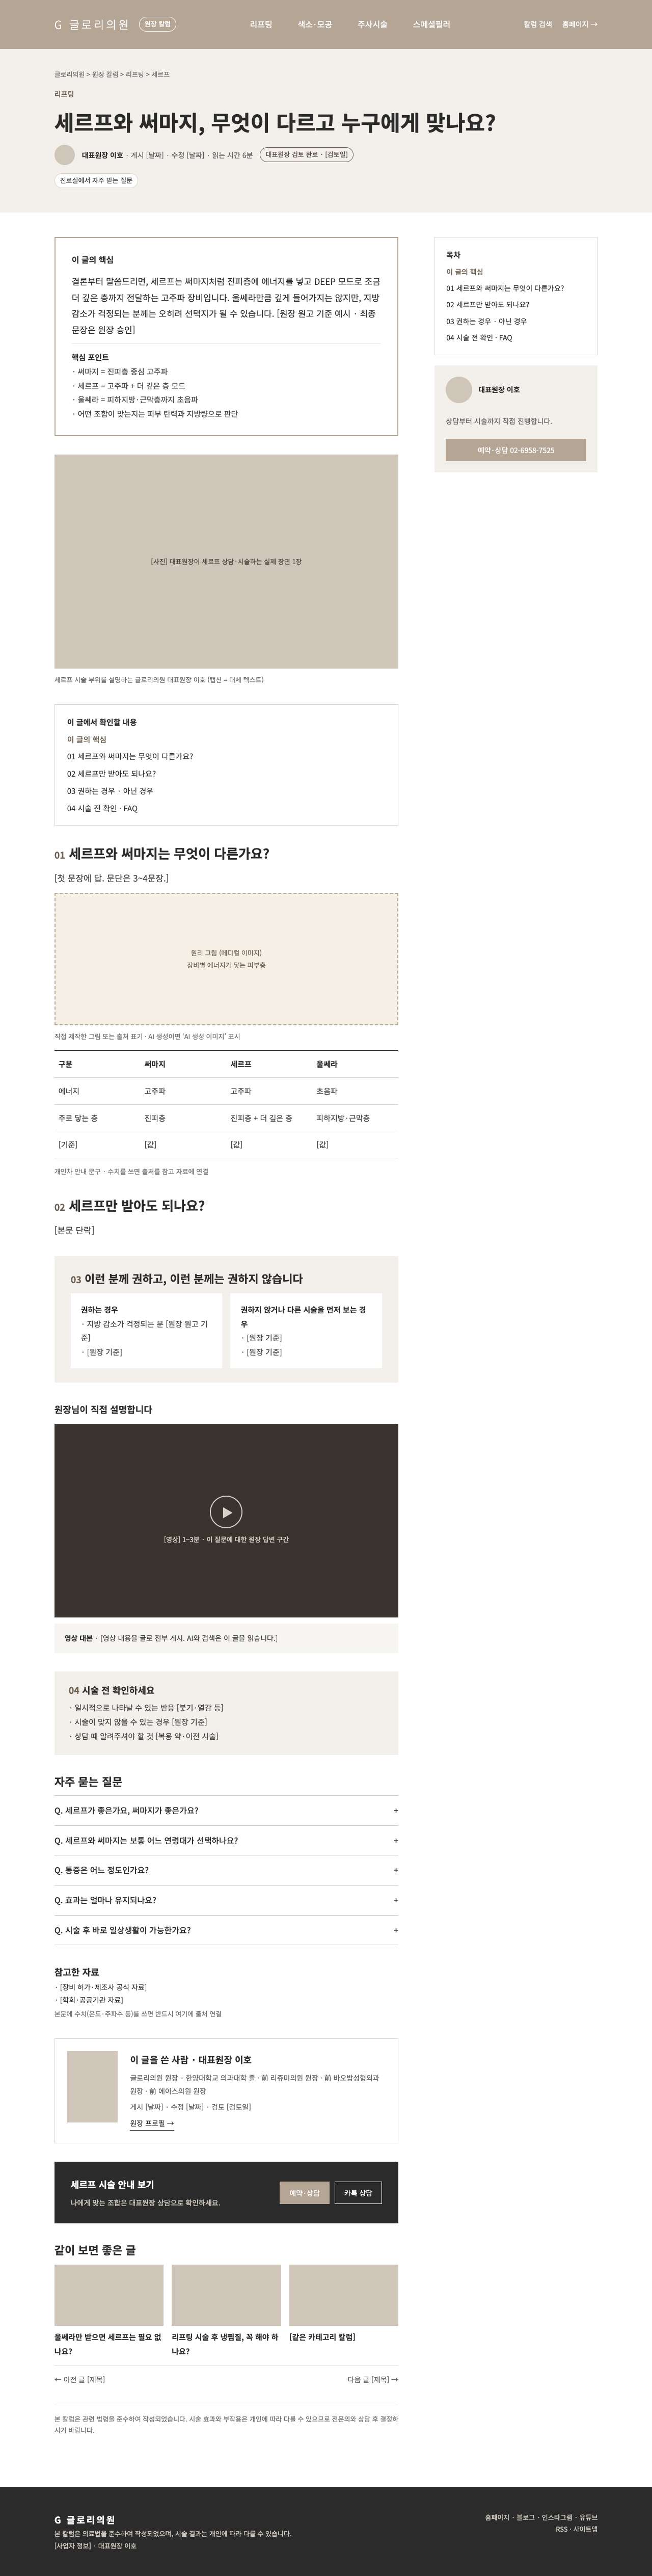 G 글로리의원
원장 칼럼
리프팅
색소·모공
주사시술
스페셜필러
칼럼 검색
홈페이지 →
글로리의원 > 원장 칼럼 > 리프팅 > 세르프
리프팅
세르프와 써마지, 무엇이 다르고 누구에게 맞나요?
대표원장 이호 · 게시 [날짜] · 수정 [날짜] · 읽는 시간 6분
대표원장 검토 완료 · [검토일]
진료실에서 자주 받는 질문
이 글의 핵심
결론부터 말씀드리면, 세르프는 써마지처럼 진피층에 에너지를 넣고 DEEP 모드로 조금
더 깊은 층까지 전달하는 고주파 장비입니다. 울쎄라만큼 깊게 들어가지는 않지만, 지방
감소가 걱정되는 분께는 오히려 선택지가 될 수 있습니다. [원장 원고 기준 예시 · 최종
문장은 원장 승인]
핵심 포인트
· 써마지 = 진피층 중심 고주파
· 세르프 = 고주파 + 더 깊은 층 모드
· 울쎄라 = 피하지방·근막층까지 초음파
· 어떤 조합이 맞는지는 피부 탄력과 지방량으로 판단
[사진] 대표원장이 세르프 상담·시술하는 실제 장면 1장
세르프 시술 부위를 설명하는 글로리의원 대표원장 이호 (캡션 = 대체 텍스트)
이 글에서 확인할 내용
이 글의 핵심
01 세르프와 써마지는 무엇이 다른가요?
02 세르프만 받아도 되나요?
03 권하는 경우 · 아닌 경우
04 시술 전 확인 · FAQ
01 세르프와 써마지는 무엇이 다른가요?
[첫 문장에 답. 문단은 3~4문장.]
원리 그림 (메디컬 이미지)
장비별 에너지가 닿는 피부층
직접 제작한 그림 또는 출처 표기 · AI 생성이면 'AI 생성 이미지' 표시
구분 써마지 세르프 울쎄라
에너지 고주파 고주파 초음파
주로 닿는 층 진피층 진피층 + 더 깊은 층 피하지방·근막층
[기준] [값] [값] [값]
개인차 안내 문구 · 수치를 쓰면 출처를 참고 자료에 연결
02 세르프만 받아도 되나요?
[본문 단락]
03 이런 분께 권하고, 이런 분께는 권하지 않습니다
권하는 경우
· 지방 감소가 걱정되는 분 [원장 원고 기
준]
· [원장 기준]
권하지 않거나 다른 시술을 먼저 보는 경
우
· [원장 기준]
· [원장 기준]
원장님이 직접 설명합니다
[영상] 1~3분 · 이 질문에 대한 원장 답변 구간
영상 대본 · [영상 내용을 글로 전부 게시. AI와 검색은 이 글을 읽습니다.]
04 시술 전 확인하세요
· 일시적으로 나타날 수 있는 반응 [붓기·열감 등]
· 시술이 맞지 않을 수 있는 경우 [원장 기준]
· 상담 때 알려주셔야 할 것 [복용 약·이전 시술]
자주 묻는 질문
Q. 세르프가 좋은가요, 써마지가 좋은가요? +
Q. 세르프와 써마지는 보통 어느 연령대가 선택하나요? +
Q. 통증은 어느 정도인가요? +
Q. 효과는 얼마나 유지되나요? +
Q. 시술 후 바로 일상생활이 가능한가요? +
참고한 자료
· [장비 허가·제조사 공식 자료]
· [학회·공공기관 자료]
본문에 수치(온도·주파수 등)를 쓰면 반드시 여기에 출처 연결
이 글을 쓴 사람 · 대표원장 이호
글로리의원 원장 · 한양대학교 의과대학 졸 · 前 리쥬미의원 원장 · 前 바오밥성형외과
원장 · 前 에이스의원 원장
게시 [날짜] · 수정 [날짜] · 검토 [검토일]
원장 프로필 →
세르프 시술 안내 보기
나에게 맞는 조합은 대표원장 상담으로 확인하세요.
예약·상담
카톡 상담
같이 보면 좋은 글
울쎄라만 받으면 세르프는 필요 없
나요?
리프팅 시술 후 냉찜질, 꼭 해야 하
나요?
[같은 카테고리 칼럼]
← 이전 글 [제목]
다음 글 [제목] →
본 칼럼은 관련 법령을 준수하여 작성되었습니다. 시술 효과와 부작용은 개인에 따라 다를 수 있으므로 전문의와 상담 후 결정하
시기 바랍니다.
목차
이 글의 핵심
01 세르프와 써마지는 무엇이 다른가요?
02 세르프만 받아도 되나요?
03 권하는 경우 · 아닌 경우
04 시술 전 확인 · FAQ
대표원장 이호
상담부터 시술까지 직접 진행합니다.
예약·상담 02-6958-7525
G 글로리의원
본 칼럼은 의료법을 준수하여 작성되었으며, 시술 결과는 개인에 따라 다를 수 있습니다.
[사업자 정보] · 대표원장 이호
홈페이지 · 블로그 · 인스타그램 · 유튜브
RSS · 사이트맵